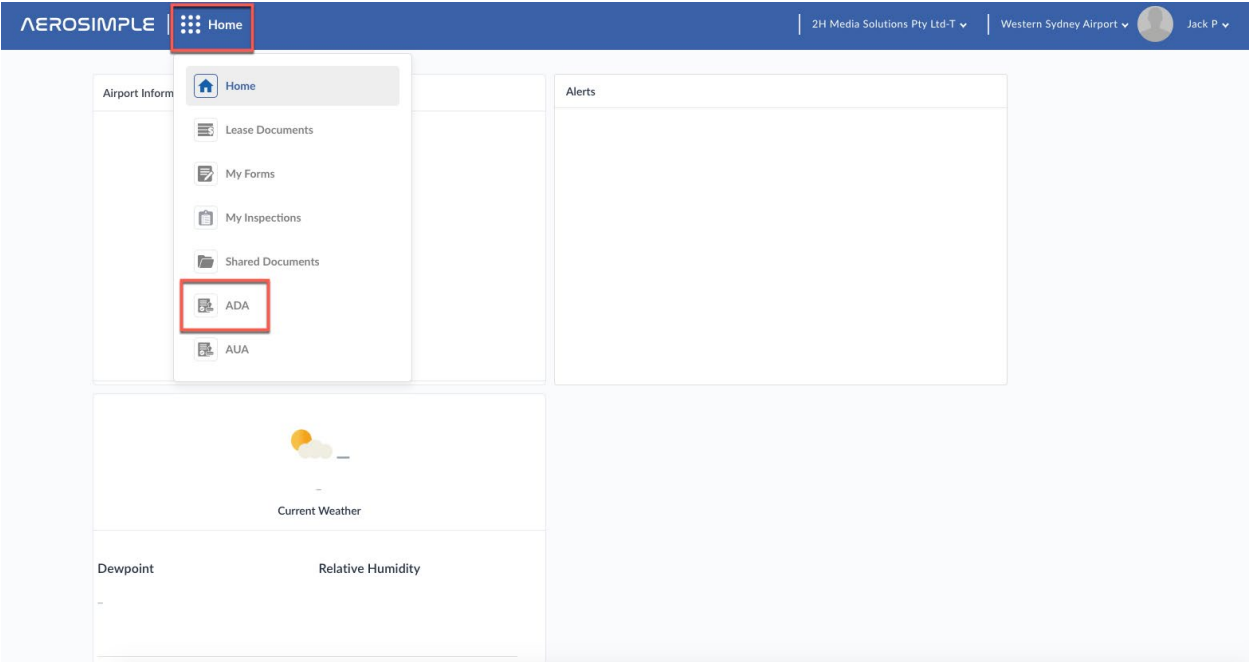 AEROSIMPLE
Home
2H Media Solutions Pty Ltd-T
Western Sydney Airport
Jack P
Home
Lease Documents
My Forms
My Inspections
Shared Documents
ADA
AUA
Airport Inform
Alerts
–
–
Current Weather
Dewpoint
Relative Humidity
–